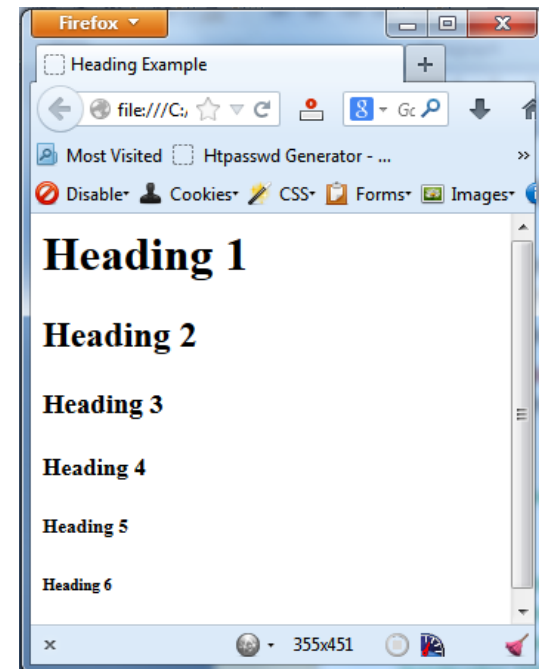 Firefox
Heading Example
file:///C:,
8
Most Visited Htpasswd Generator - ... »
Disable Cookies CSS Forms Images
Heading 1
Heading 2
Heading 3
Heading 4
Heading 5
Heading 6
x 355x451